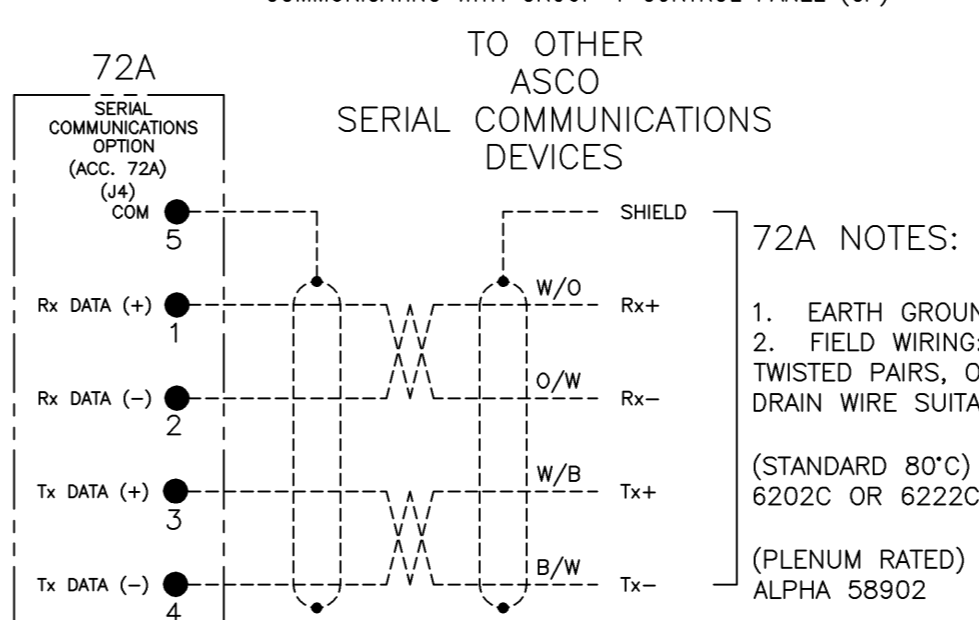 TO OTHER
ASCO
SERIAL COMMUNICATIONS
DEVICES
72A
SERIAL
COMMUNICATIONS
OPTION
(ACC. 72A)
(J4)
COM
5
Rx DATA (+)
1
Rx DATA (-)
2
Tx DATA (+)
3
Tx DATA (-)
4
SHIELD
W/O
Rx+
O/W
Rx-
W/B
Tx+
B/W
Tx-
72A NOTES:
1. EARTH
2. FIELD WIRING:
TWISTED PAIRS,
DRAIN WIRE
(STANDARD 80°C)
6202C OR 6222C
(PLENUM RATED)
ALPHA 58902